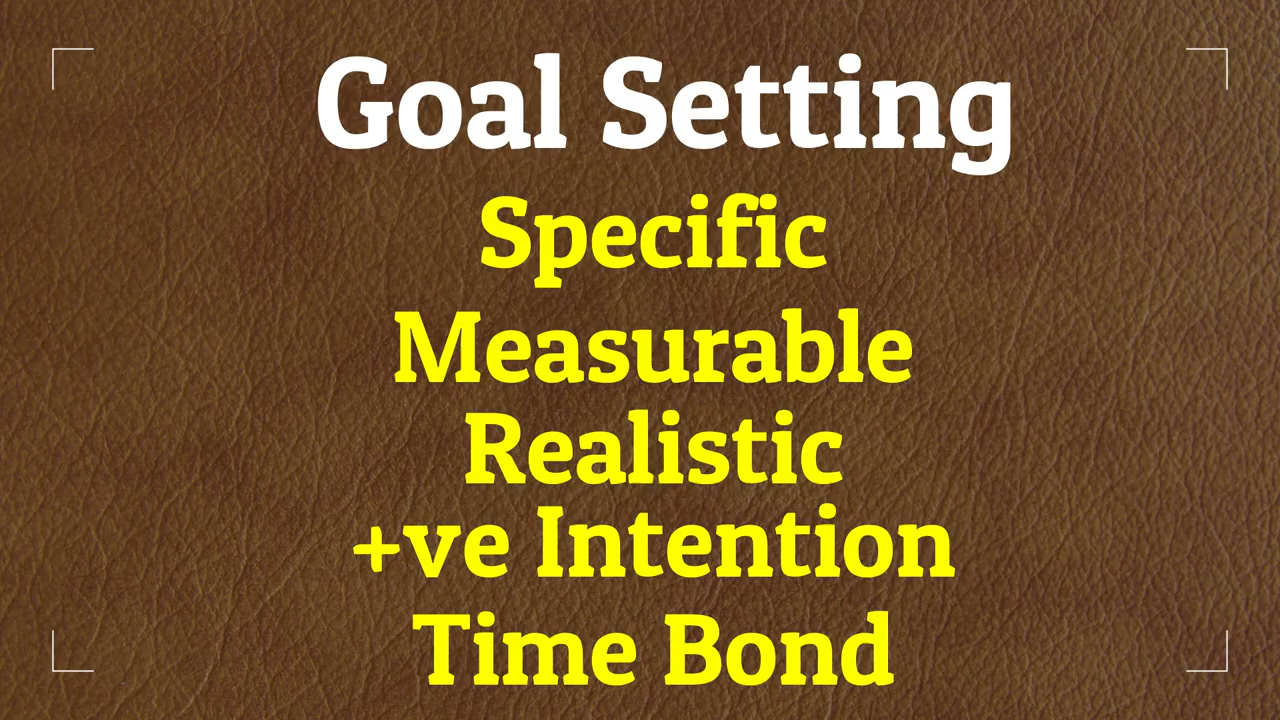 Goal Setting
Specific
Measurable
Realistic
+ve Intention
Time Bond